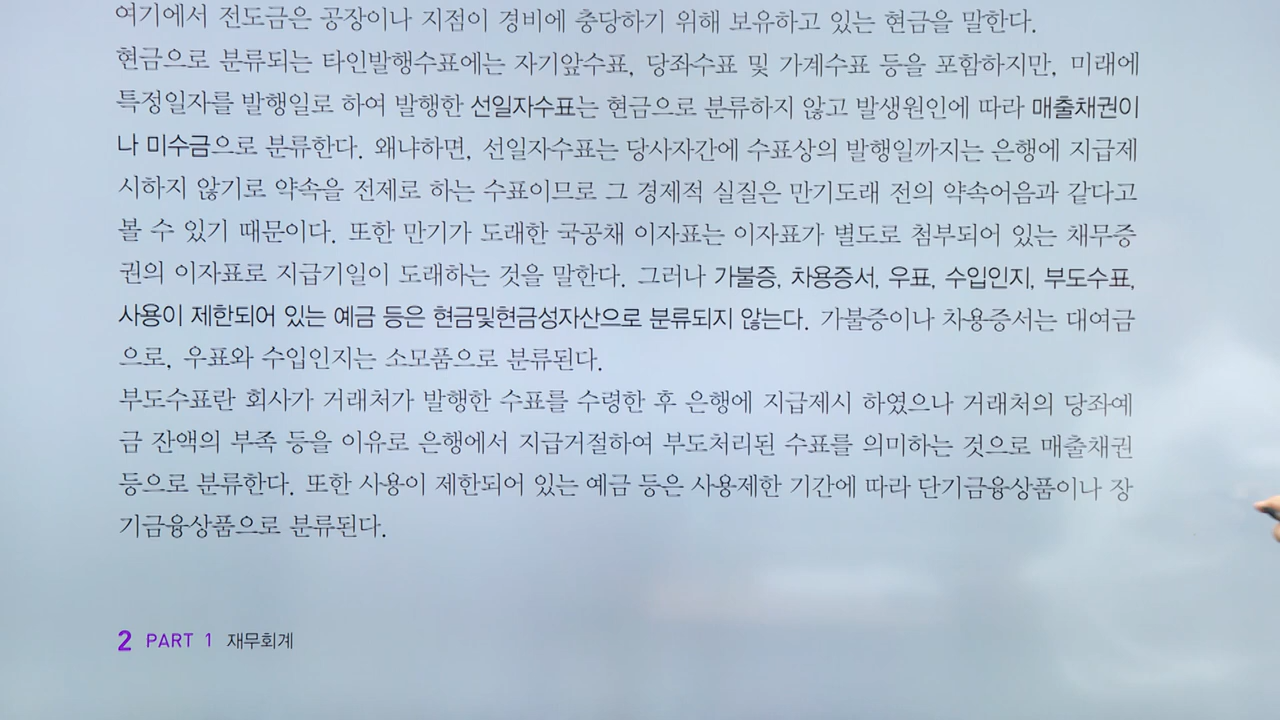 여기에서 전도금은 공장이나 지점이 경비에 충당하기 위해 보유하고 있는 현금을 말한다.
현금으로 분류되는 타인발행수표에는 자기앞수표, 당좌수표 및 가계수표 등을 포함하지만, 미래에
특정일자를 발행일로 하여 발행한 선일자수표는 현금으로 분류하지 않고 발생원인에 따라 매출채권이
나 미수금으로 분류한다. 왜냐하면, 선일자수표는 당사자간에 수표상의 발행일까지는 은행에 지급제
시하지 않기로 약속을 전제로 하는 수표이므로 그 경제적 실질은 만기도래 전의 약속어음과 같다고
볼 수 있기 때문이다. 또한 만기가 도래한 국공채 이자표는 이자표가 별도로 첨부되어 있는 채무증
권의 이자표로 지급기일이 도래하는 것을 말한다. 그러나 가불증, 차용증서, 우표, 수입인지, 부도수표,
사용이 제한되어 있는 예금 등은 현금및현금성자산으로 분류되지 않는다. 가불증이나 차용증서는 대여금
으로, 우표와 수입인지는 소모품으로 분류된다.
부도수표란 회사가 거래처가 발행한 수표를 수령한 후 은행에 지급제시 하였으나 거래처의 당좌예
금 잔액의 부족 등을 이유로 은행에서 지급거절하여 부도처리된 수표를 의미하는 것으로 매출채권
등으로 분류한다. 또한 사용이 제한되어 있는 예금 등은 사용제한 기간에 따라 단기금융상품이나 장
기금융상품으로 분류된다.
2 PART 1 재무회계